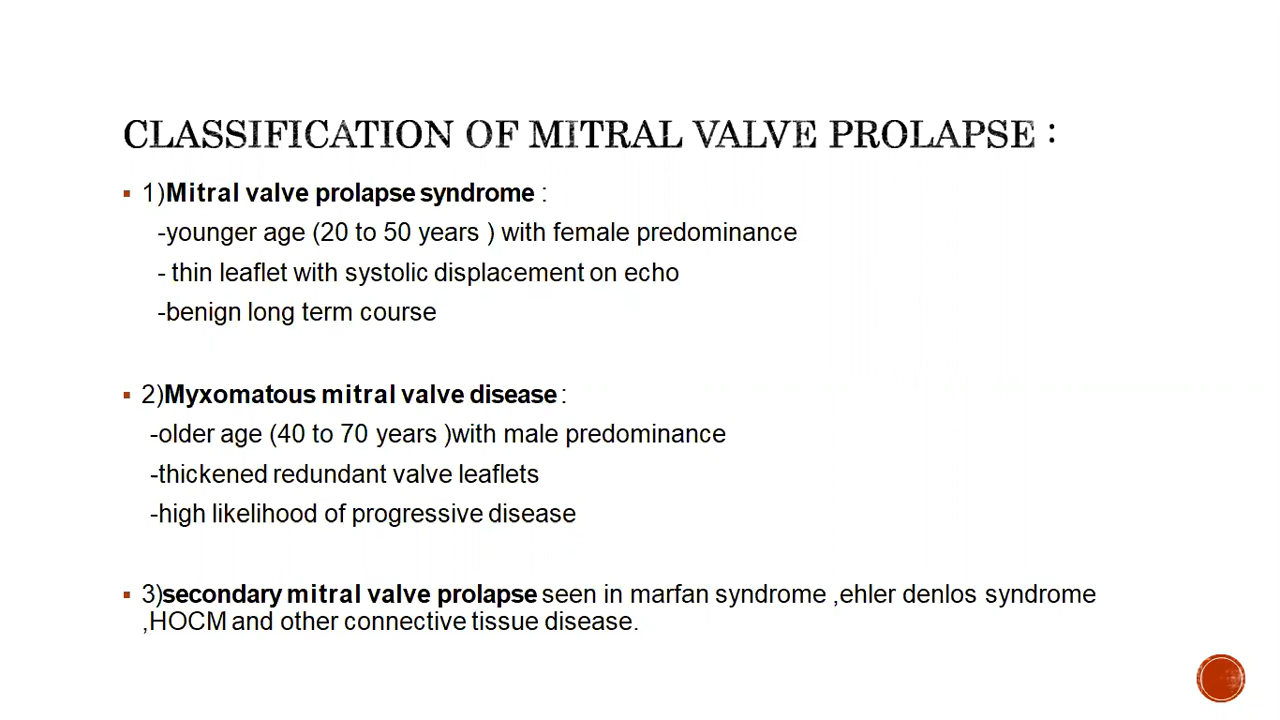 CLASSIFICATION OF MITRAL VALVE PROLAPSE :
▪ 1)Mitral valve prolapse syndrome :
-younger age (20 to 50 years ) with female predominance
- thin leaflet with systolic displacement on echo
-benign long term course
▪ 2)Myxomatous mitral valve disease :
-older age (40 to 70 years )with male predominance
-thickened redundant valve leaflets
-high likelihood of progressive disease
▪ 3)secondary mitral valve prolapse seen in marfan syndrome ,ehler denlos syndrome
,HOCM and other connective tissue disease.